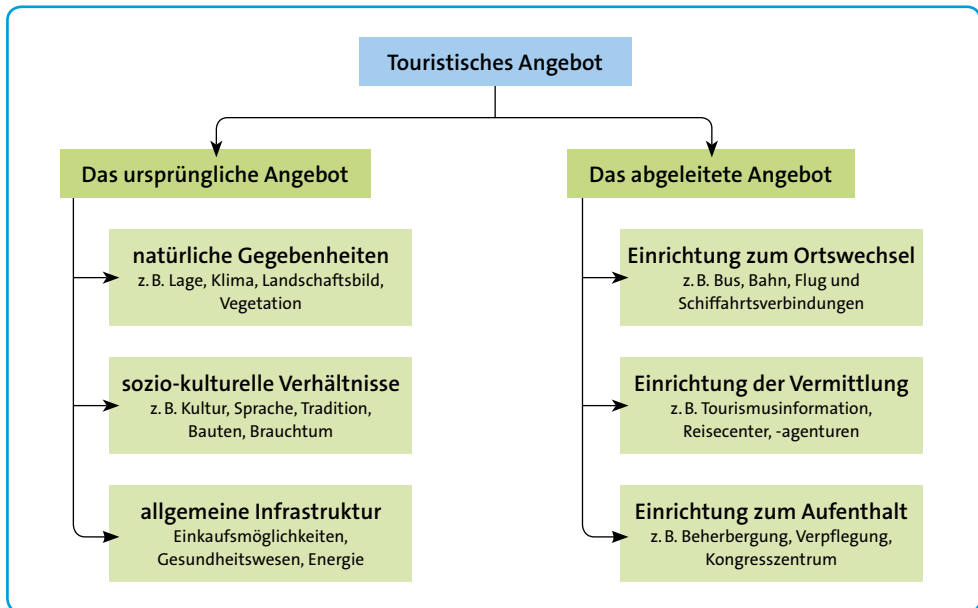 Touristisches Angebot
Das ursprüngliche Angebot
natürliche Gegebenheiten
z. B. Lage, Klima, Landschaftsbild,
Vegetation
sozio-kulturelle Verhältnisse
z. B. Kultur, Sprache, Tradition,
Bauten, Brauchtum
allgemeine Infrastruktur
Einkaufsmöglichkeiten,
Gesundheitswesen, Energie
Das abgeleitete Angebot
Einrichtung zum Ortswechsel
z. B. Bus, Bahn, Flug und
Schiffahrtsverbindungen
Einrichtung der Vermittlung
z. B. Tourismusinformation,
Reisecenter, -agenturen
Einrichtung zum Aufenthalt
z. B. Beherbergung, Verpflegung,
Kongresszentrum